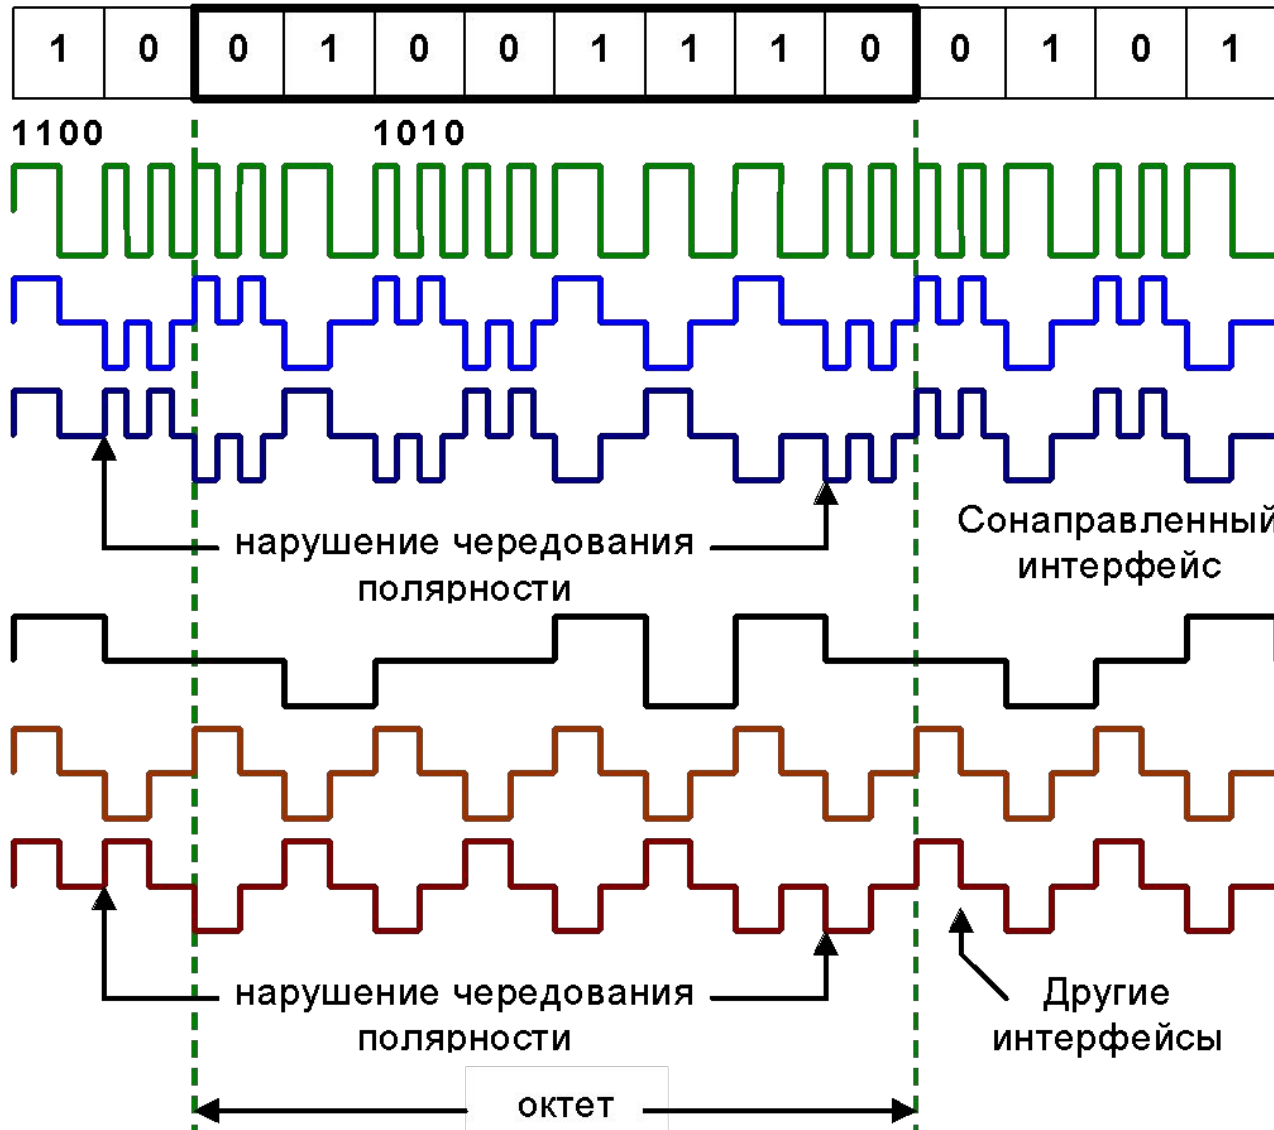 1 0 0 1 0 0 1 1 1 0 0 1 0 1
1100 1010
нарушение чередования
полярности
Сонаправленный
интерфейс
нарушение чередования
полярности
Другие
интерфейсы
октет